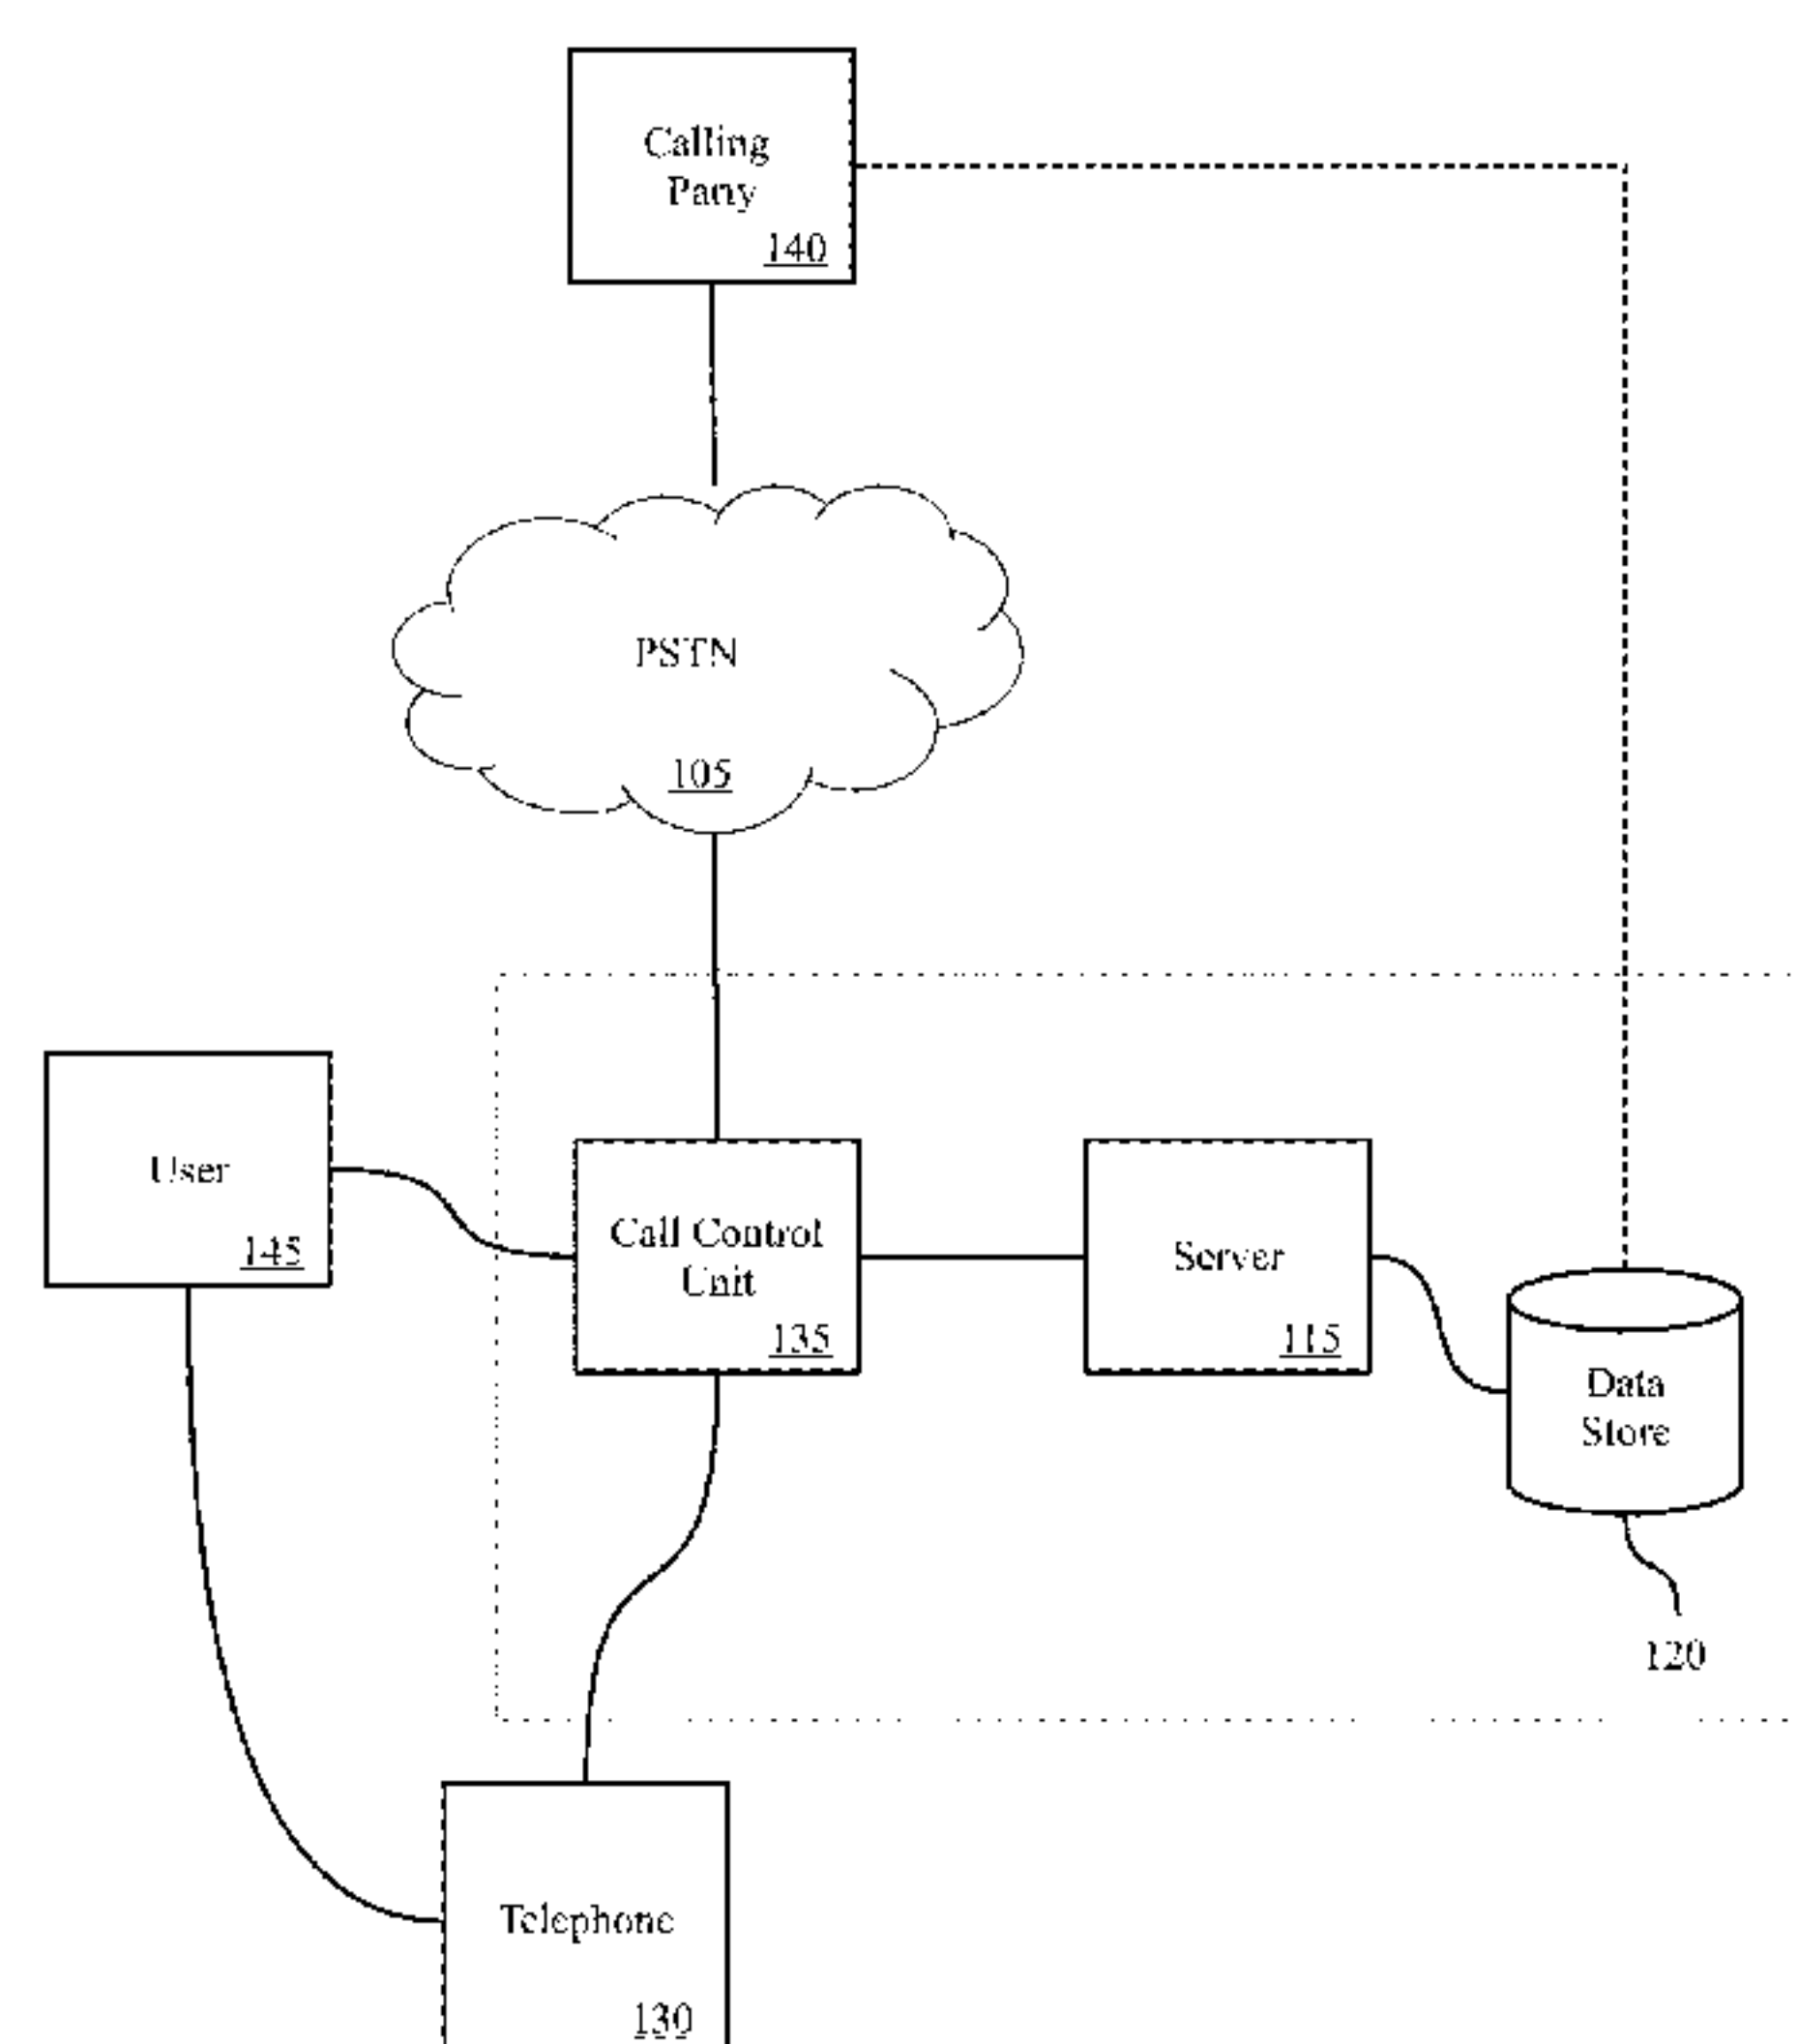 Calling
Party
140
PSTN
105
User
145
Call Control
Unit
135
Server
115
Data
Store
120
Telephone
130